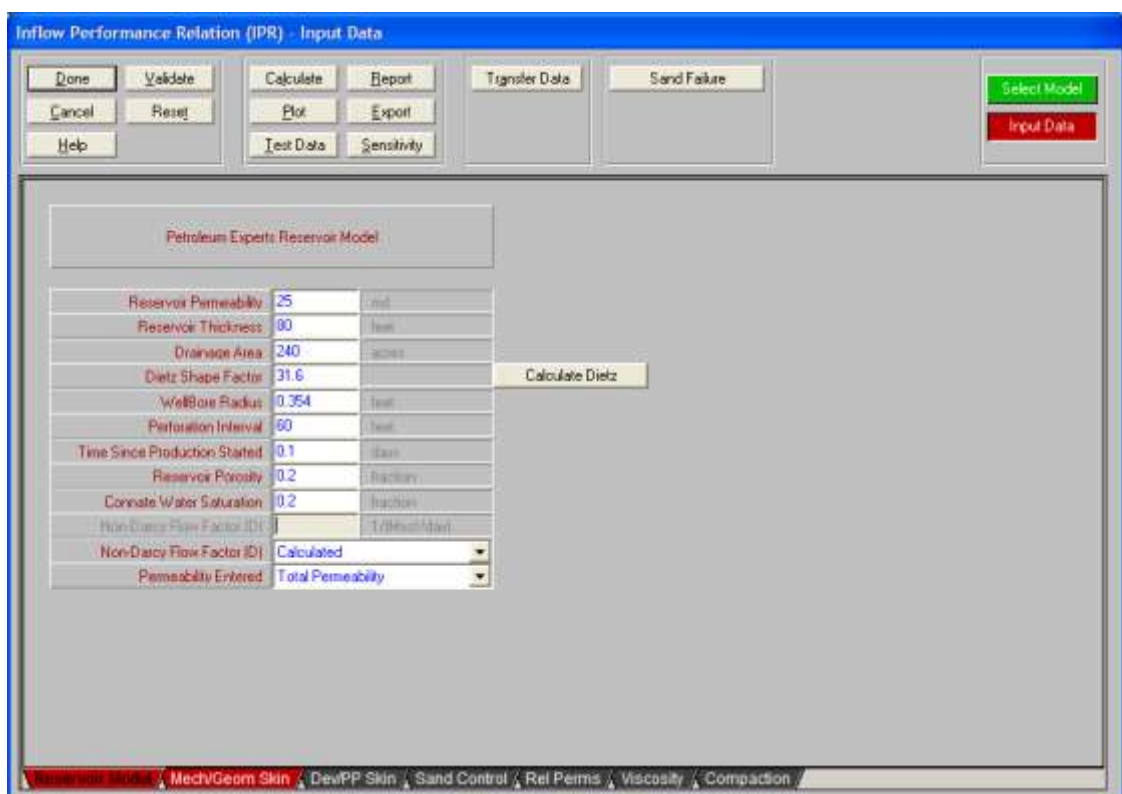 Inflow Performance Relation (IPR) - Input Data
Done Validate Calculate Report Transfer Data Sand Failure Select Model
Cancel Reset Plot Export Input Data
Help Test Data Sensitivity
Petroleum Experts Reservoir Model
Reservoir Permeability 25 md
Reservoir Thickness 80 feet
Drainage Area 240 acres
Dietz Shape Factor 31.6 Calculate Dietz
WellBore Radius 0.354 feet
Perforation Interval 60 feet
Time Since Production Started 0.1 days
Reservoir Porosity 0.2 fraction
Connate Water Saturation 0.2 fraction
Non-Darcy Flow Factor (D) 1/(Mscf/day)
Non-Darcy Flow Factor (D) Calculated
Permeability Entered Total Permeability
Reservoir Model Mech/Geom Skin Dev/PP Skin Sand Control Rel Perms Viscosity Compaction